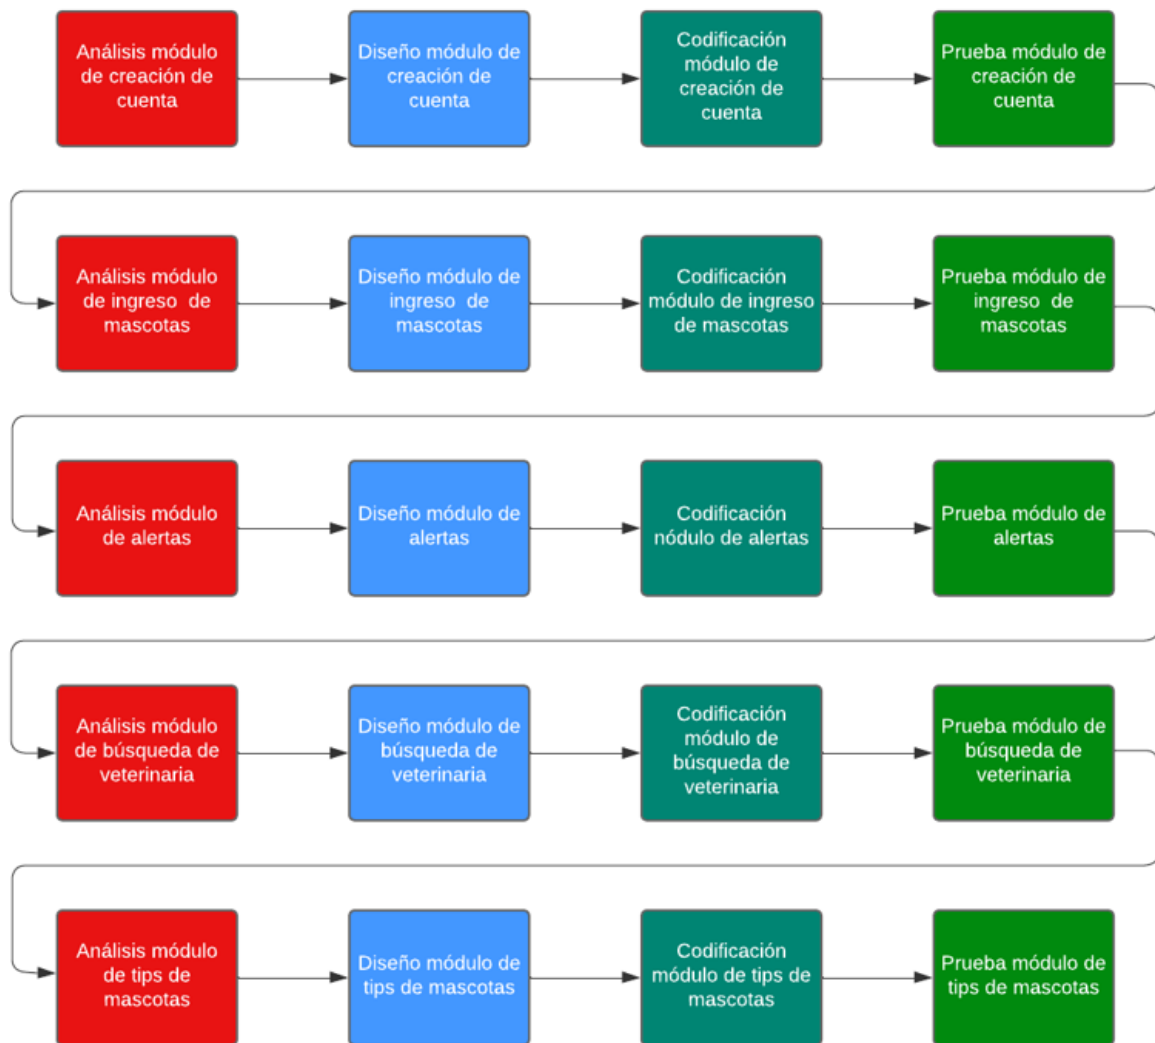 Análisis módulo
de creación de
cuenta
Diseño módulo de
creación de
cuenta
Codificación
módulo de
creación de
cuenta
Prueba módulo de
creación de
cuenta
Análisis módulo
de ingreso de
mascotas
Diseño módulo de
ingreso de
mascotas
Codificación
módulo de ingreso
de mascotas
Prueba módulo de
ingreso de
mascotas
Análisis módulo
de alertas
Diseño módulo de
alertas
Codificación
nódulo de alertas
Prueba módulo de
alertas
Análisis módulo
de búsqueda de
veterinaria
Diseño módulo de
búsqueda de
veterinaria
Codificación
módulo de
búsqueda de
veterinaria
Prueba módulo de
búsqueda de
veterinaria
Análisis módulo
de tips de
mascotas
Diseño módulo de
tips de mascotas
Codificación
módulo de tips de
mascotas
Prueba módulo de
tips de mascotas